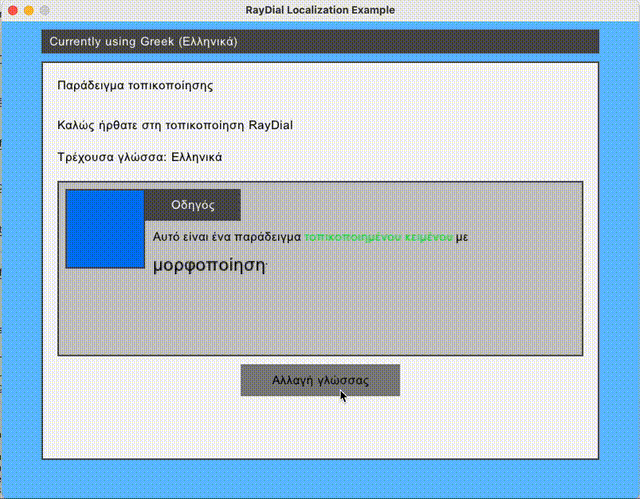 RayDial Localization Example
Currently using Greek (Ελληνικά)
Παράδειγμα τοπικοποίησης
Καλώς ήρθατε στη τοπικοποίηση RayDial
Τρέχουσα γλώσσα: Ελληνικά
Οδηγός
Αυτό είναι ένα παράδειγμα τοπικοποιημένου κειμένου με
μορφοποίηση
Αλλαγή γλώσσας